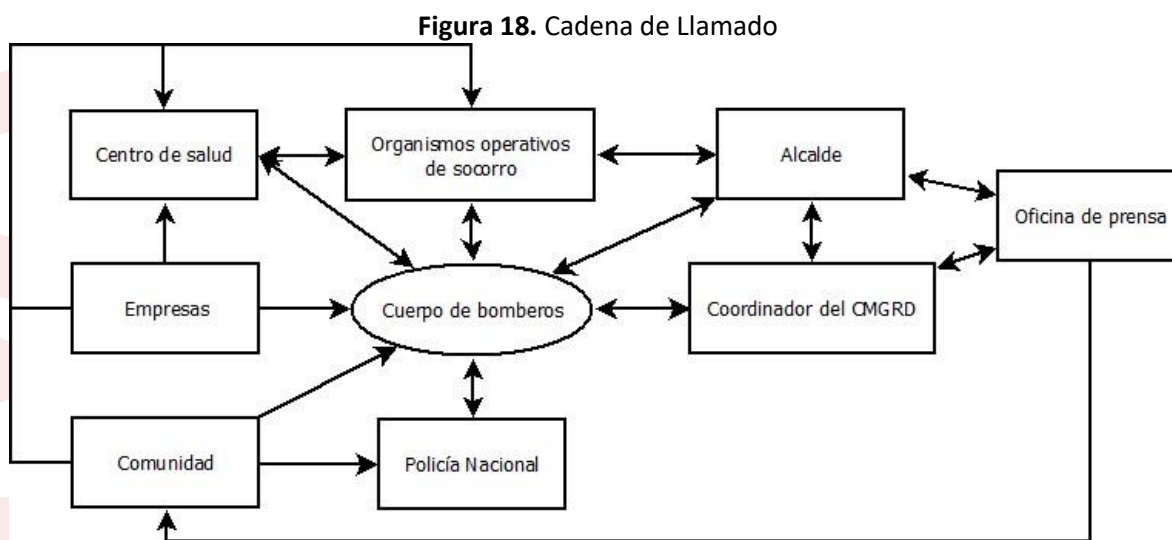 Figura 18. Cadena de Llamado
Centro de salud
Organismos operativos
de socorro
Alcalde
Oficina de prensa
Empresas
Cuerpo de bomberos
Coordinador del CMGRD
Comunidad
Policía Nacional